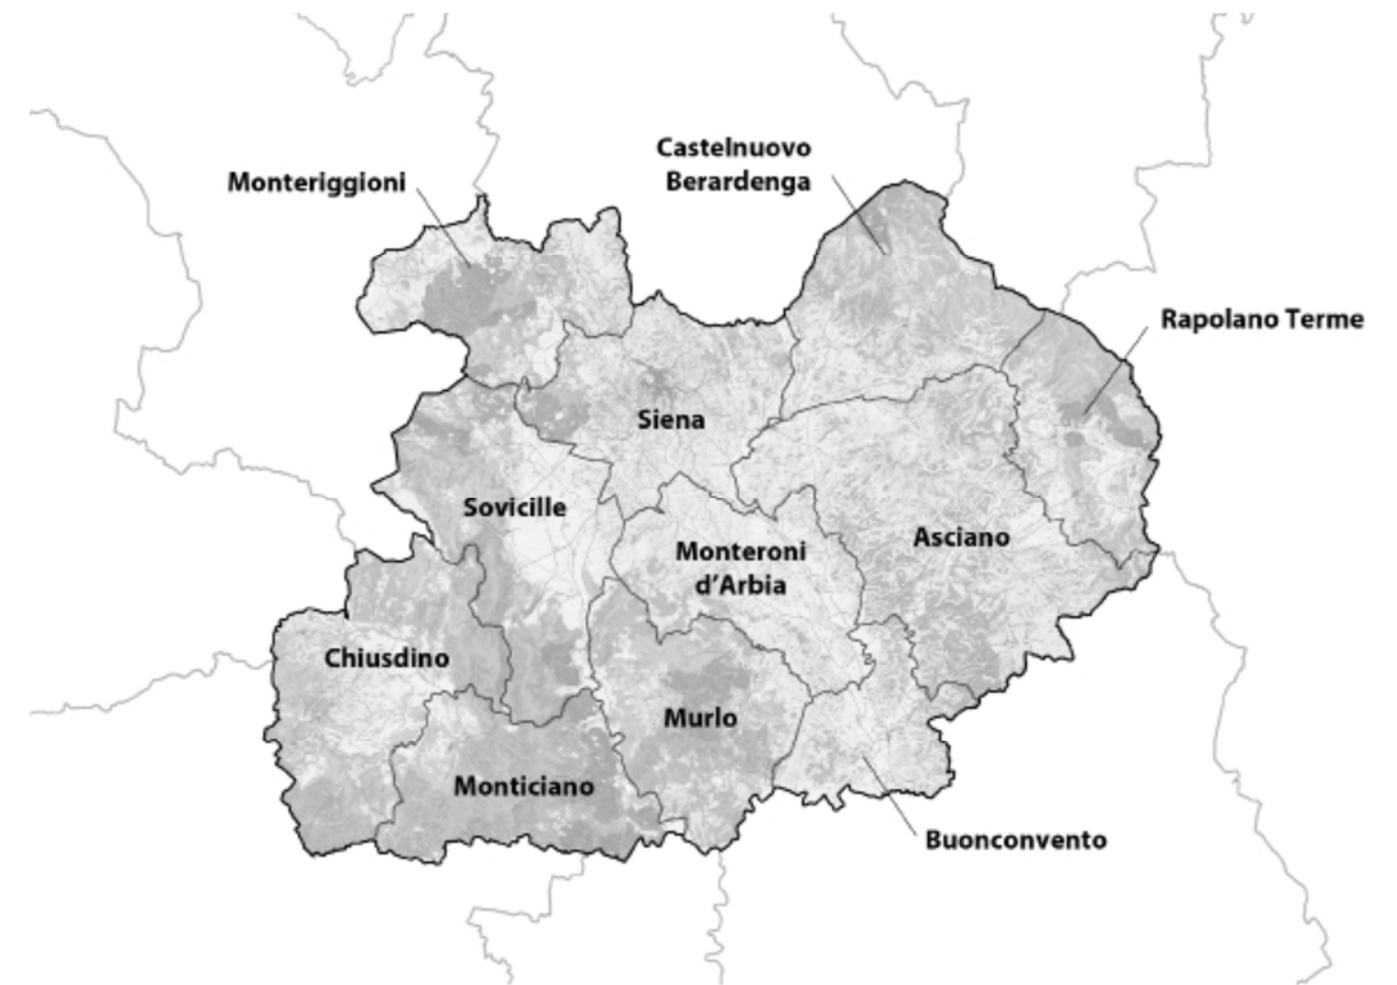 Castelnuovo
Berardenga
Monteriggioni
Rapolano Terme
Siena
Sovicille
Asciano
Monteroni
d'Arbia
Chiusdino
Murlo
Monticiano
Buonconvento